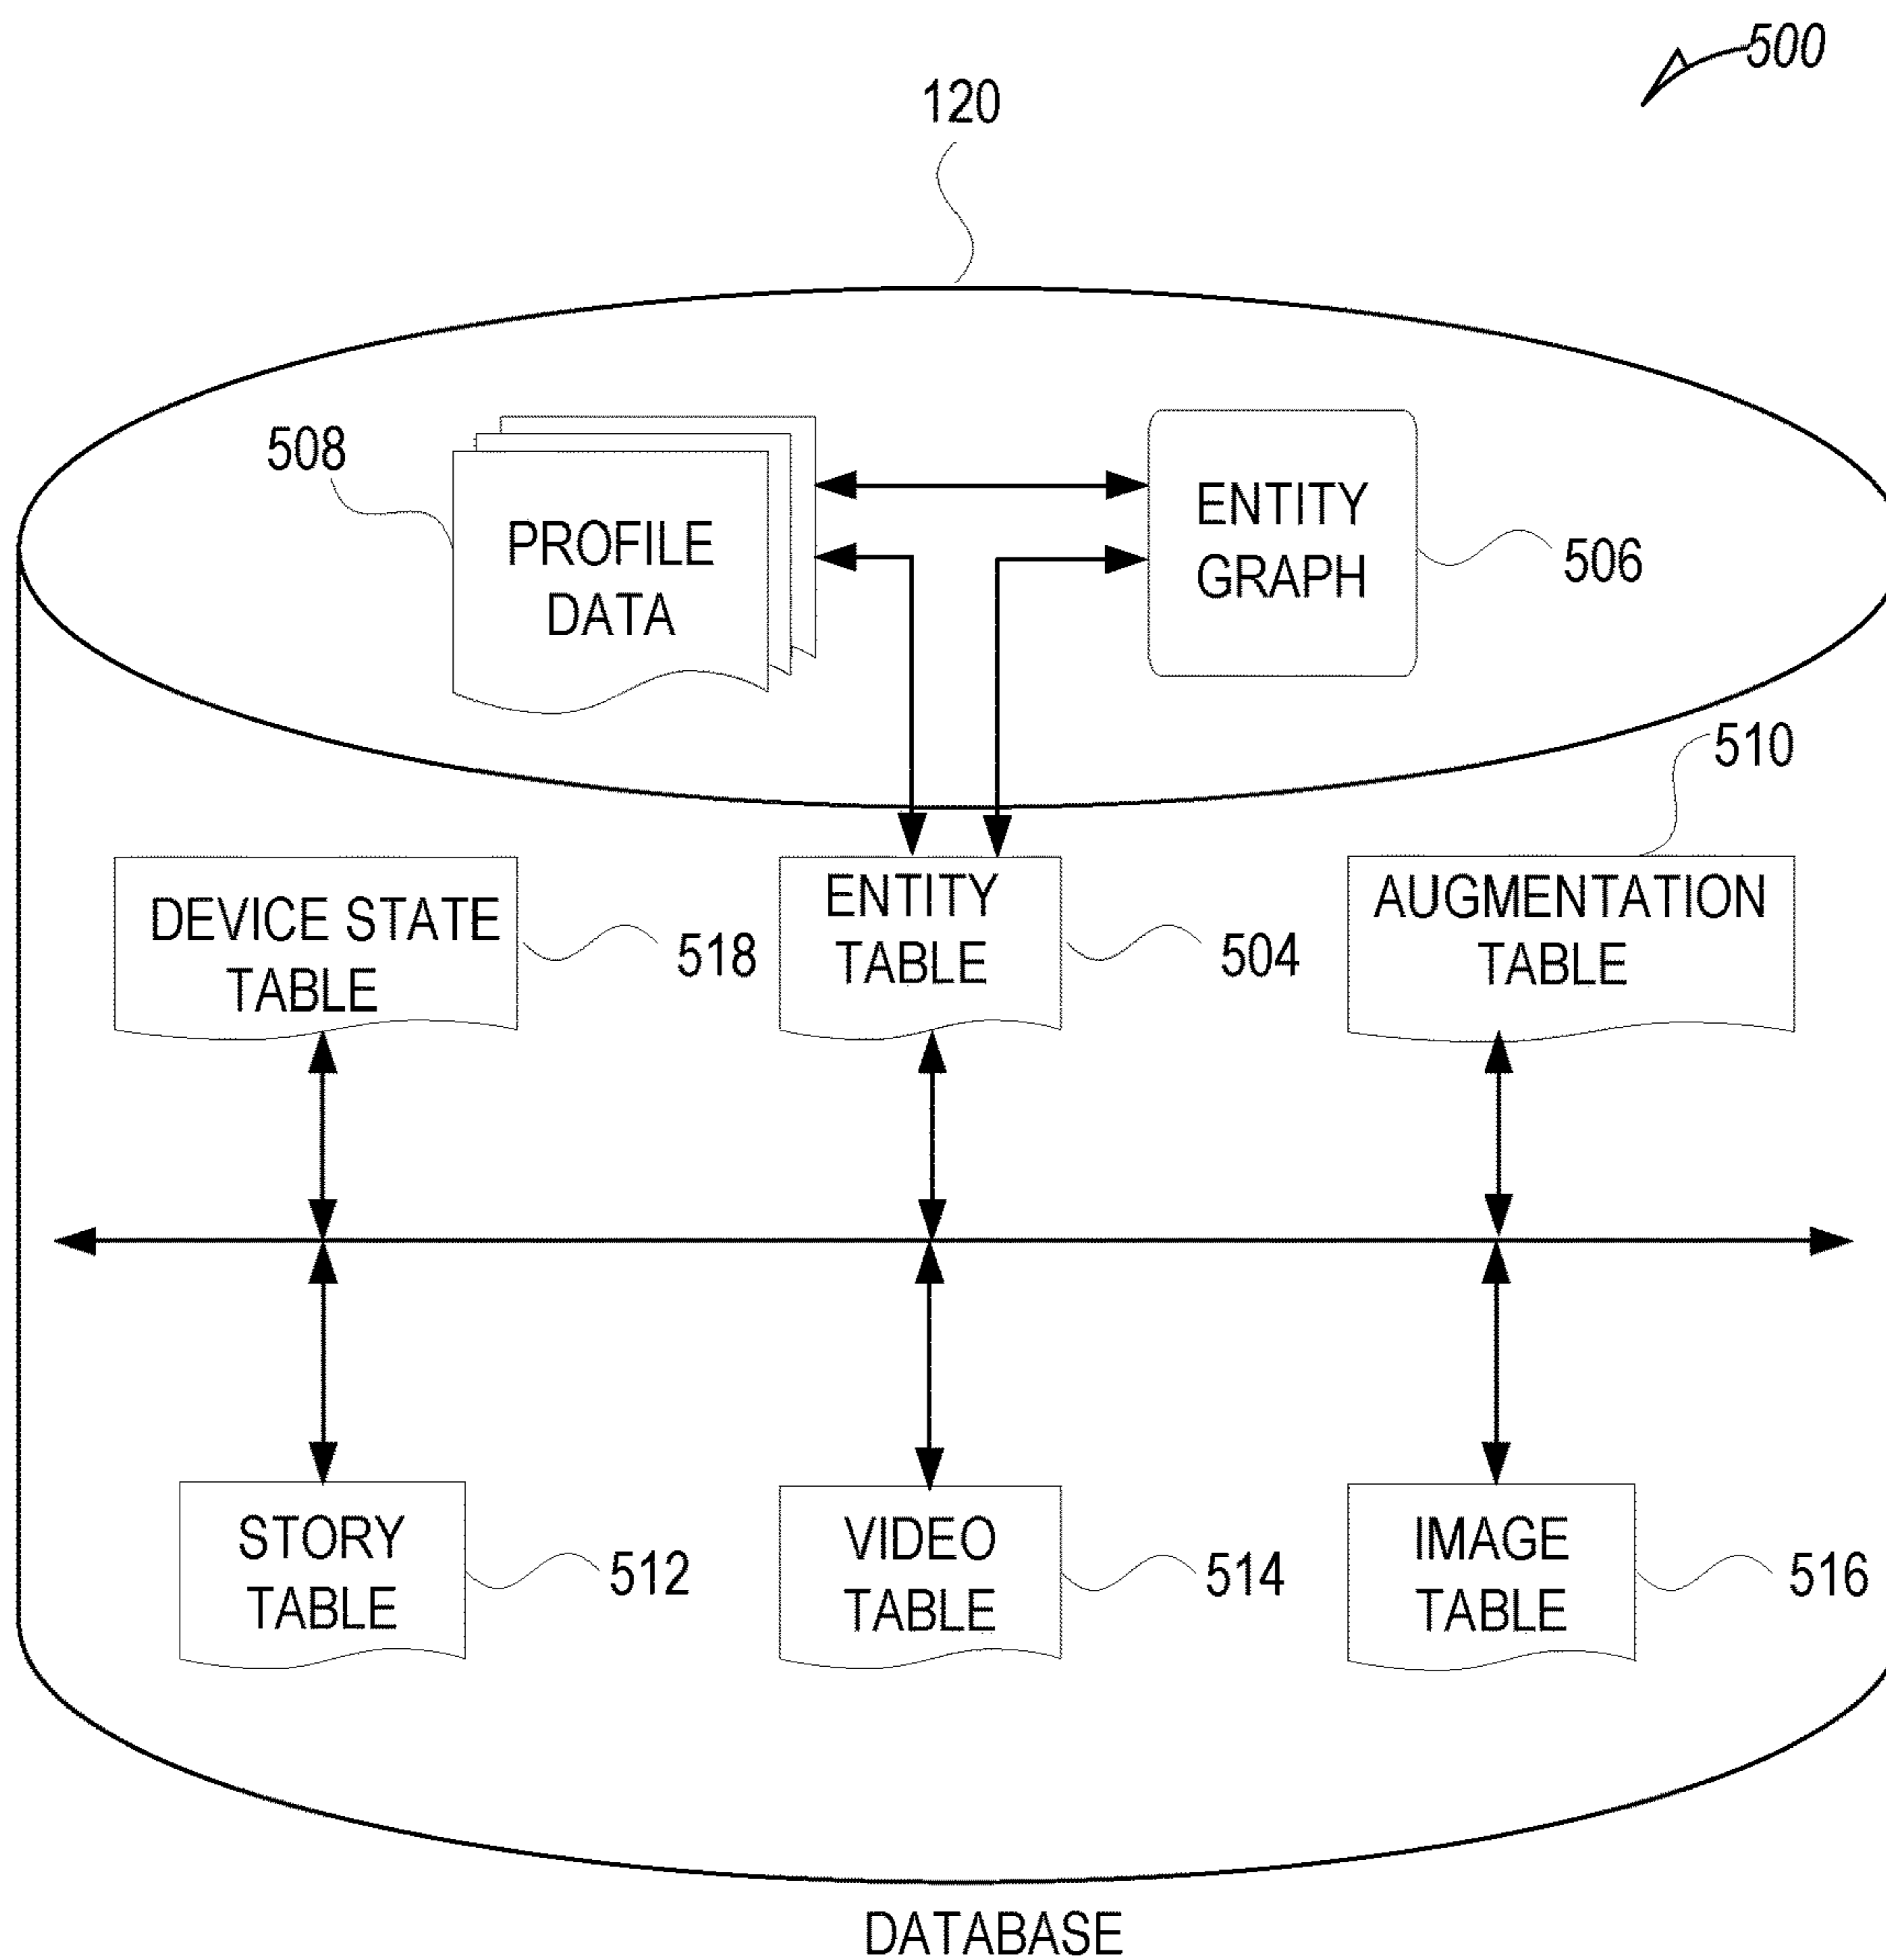 500
120
508
PROFILE
DATA
ENTITY
GRAPH
506
510
DEVICE STATE
TABLE
518
ENTITY
TABLE
504
AUGMENTATION
TABLE
STORY
TABLE
512
VIDEO
TABLE
514
IMAGE
TABLE
516
DATABASE